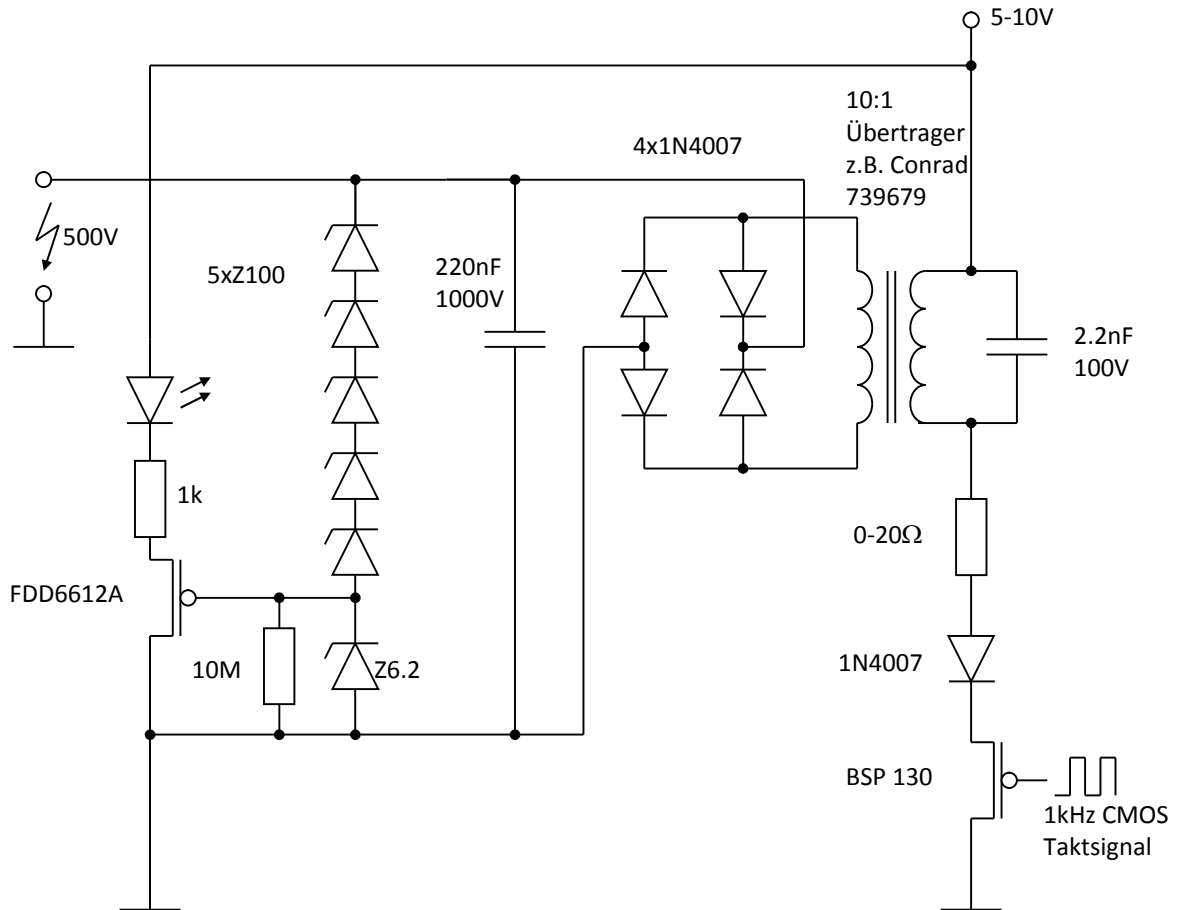 5-10V
10:1
Übertrager
z.B. Conrad
739679
4x1N4007
500V
5xZ100
220nF
1000V
2.2nF
100V
1k
0-20Ω
FDD6612A
10M
Z6.2
1N4007
BSP 130
1kHz CMOS
Taktsignal